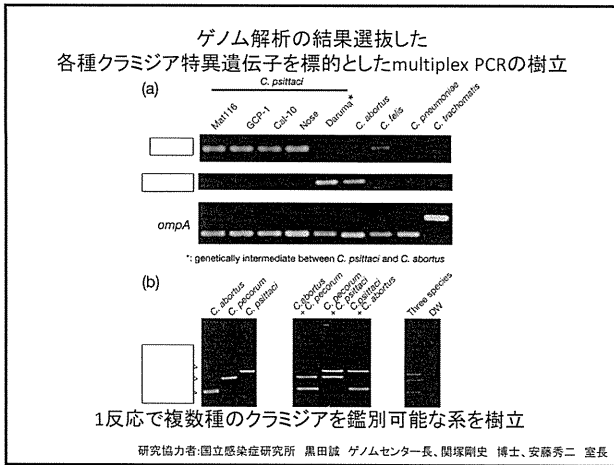 ゲノム解析の結果選抜した
各種クラミジア特異遺伝子を標的としたmultiplex PCRの樹立
(a)
C. psittaci
Mat116 GCP-1 Cal-10 Nose Daruma* C. abortus C. felis C. pneumoniae C. trachomatis
ompA
*: genetically intermediate between C. psittaci and C. abortus
(b)
C. abortus C. pecorum C. psittaci
C.abortus + C. pecorum C. pecorum + C. psittaci C.psittaci + C. abortus
Three species DW
1反応で複数種のクラミジアを鑑別可能な系を樹立
研究協力者:国立感染症研究所 黒田誠 ゲノムセンター長、関塚剛史 博士、安藤秀二 室長